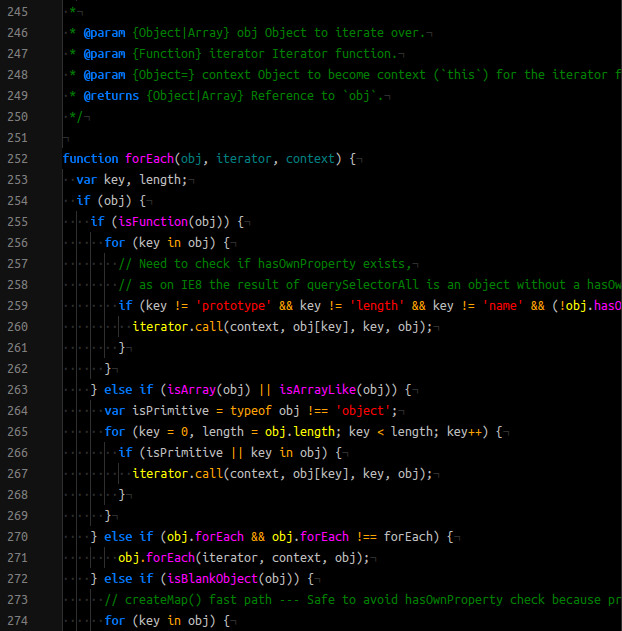 245 *¬
246 * @param {Object|Array} obj Object to iterate over.¬
247 * @param {Function} iterator Iterator function.¬
248 * @param {Object=} context Object to become context (`this`) for the iterator f
249 * @returns {Object|Array} Reference to `obj`.¬
250 */¬
251 ¬
252 function forEach(obj, iterator, context) {¬
253 ··var key, length;¬
254 ··if (obj) {¬
255 ····if (isFunction(obj)) {¬
256 ······for (key in obj) {¬
257 ········// Need to check if hasOwnProperty exists,¬
258 ········// as on IE8 the result of querySelectorAll is an object without a hasOw
259 ········if (key != 'prototype' && key != 'length' && key != 'name' && (!obj.hasO
260 ··········iterator.call(context, obj[key], key, obj);¬
261 ········}¬
262 ······}¬
263 ····} else if (isArray(obj) || isArrayLike(obj)) {¬
264 ······var isPrimitive = typeof obj !== 'object';¬
265 ······for (key = 0, length = obj.length; key < length; key++) {¬
266 ········if (isPrimitive || key in obj) {¬
267 ··········iterator.call(context, obj[key], key, obj);¬
268 ········}¬
269 ······}¬
270 ····} else if (obj.forEach && obj.forEach !== forEach) {¬
271 ········obj.forEach(iterator, context, obj);¬
272 ····} else if (isBlankObject(obj)) {¬
273 ······// createMap() fast path --- Safe to avoid hasOwnProperty check because pr
274 ······for (key in obj) {¬